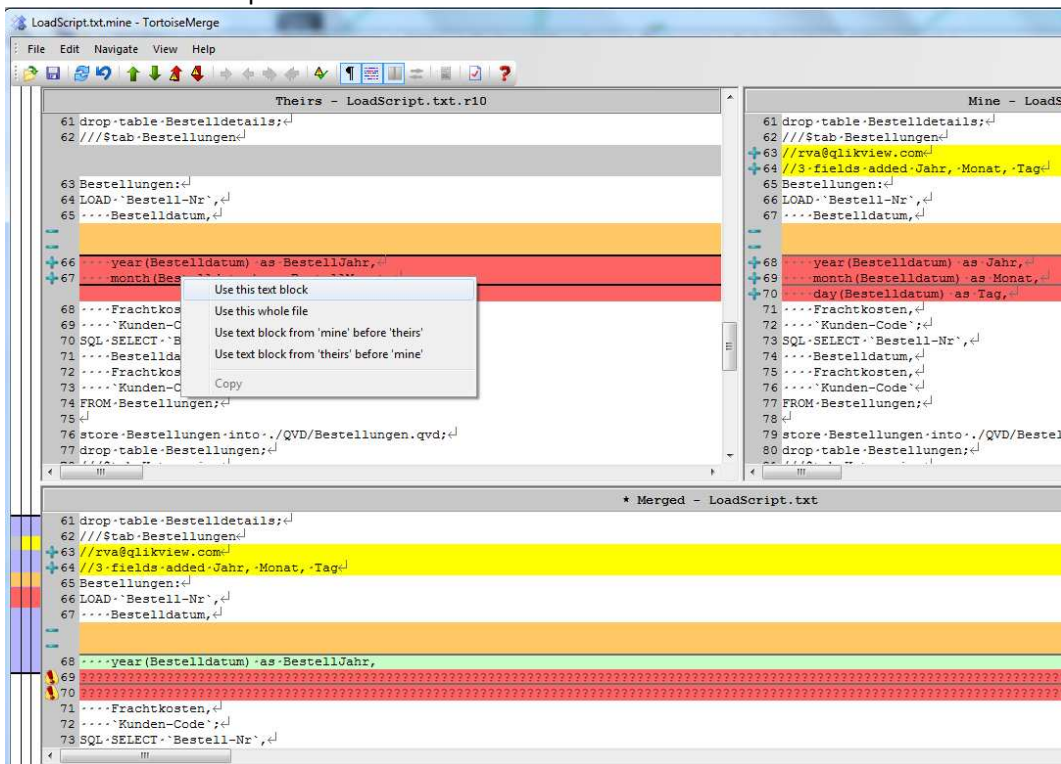 LoadScript.txt.mine - TortoiseMerge
File Edit Navigate View Help
Theirs - LoadScript.txt.r10
61 drop·table·Bestelldetails;
62 ///$tab·Bestellungen
63 Bestellungen:
64 LOAD·`Bestell-Nr`,
65 ····Bestelldatum,
66 ····year(Bestelldatum)·as·BestellJahr,
67 ····month(
68 ····Frachtkos
69 ····`Kunden-C
70 SQL·SELECT·`B
71 ····Bestellda
72 ····Frachtkos
73 ····`Kunden-C
74 FROM·Bestellungen;
75
76 store·Bestellungen·into·./QVD/Bestellungen.qvd;
77 drop·table·Bestellungen;
Use this text block
Use this whole file
Use text block from 'mine' before 'theirs'
Use text block from 'theirs' before 'mine'
Copy
Mine - LoadS
61 drop·table·Bestelldetails;
62 ///$tab·Bestellungen
63 //rva@qlikview.com
64 //3·fields·added·Jahr,·Monat,·Tag
65 Bestellungen:
66 LOAD·`Bestell-Nr`,
67 ····Bestelldatum,
68 ····year(Bestelldatum)·as·Jahr,
69 ····month(Bestelldatum)·as·Monat,
70 ····day(Bestelldatum)·as·Tag,
71 ····Frachtkosten,
72 ····`Kunden-Code`;
73 SQL·SELECT·`Bestell-Nr`,
74 ····Bestelldatum,
75 ····Frachtkosten,
76 ····`Kunden-Code`
77 FROM·Bestellungen;
78
79 store·Bestellungen·into·./QVD/Bestel
80 drop·table·Bestellungen;
* Merged - LoadScript.txt
61 drop·table·Bestelldetails;
62 ///$tab·Bestellungen
63 //rva@qlikview.com
64 //3·fields·added·Jahr,·Monat,·Tag
65 Bestellungen:
66 LOAD·`Bestell-Nr`,
67 ····Bestelldatum,
68 ····year(Bestelldatum)·as·BestellJahr,
69
70
71 ····Frachtkosten,
72 ····`Kunden-Code`;
73 SQL·SELECT·`Bestell-Nr`,